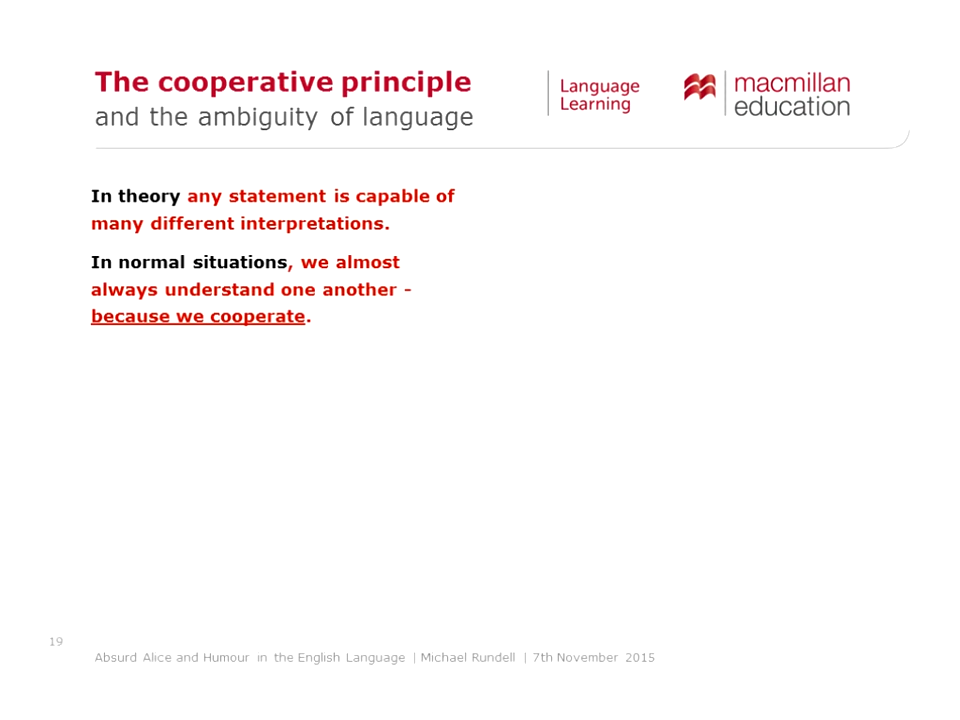 The cooperative principle
and the ambiguity of language
Language
Learning
macmillan
education
In theory any statement is capable of
many different interpretations.
In normal situations, we almost
always understand one another -
because we cooperate.
19
Absurd Alice and Humour in the English Language | Michael Rundell | 7th November 2015